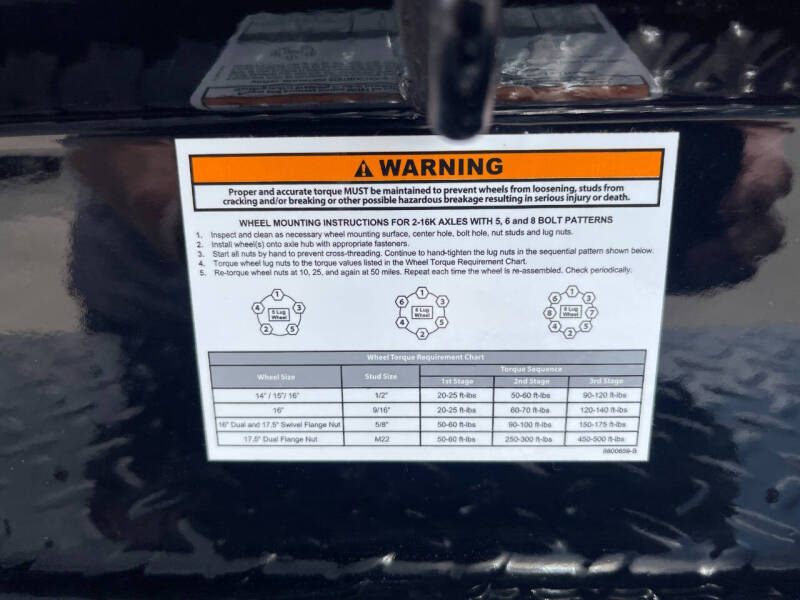 WARNING
Proper and accurate torque MUST be maintained to prevent wheels from loosening, studs from
cracking and/or breaking or other possible hazardous breakage resulting in serious injury or death.
WHEEL MOUNTING INSTRUCTIONS FOR 2-16K AXLES WITH 5, 6 and 8 BOLT PATTERNS
1. Inspect and clean as necessary wheel mounting surface, center hole, bolt hole, nut studs and lug nuts.
2. Install wheel(s) onto axle hub with appropriate fasteners.
3. Start all nuts by hand to prevent cross-threading. Continue to hand-tighten the lug nuts in the sequential pattern shown below.
4. Torque wheel lug nuts to the torque values listed in the Wheel Torque Requirement Chart.
5. Re-torque wheel nuts at 10, 25, and again at 50 miles. Repeat each time the wheel is re-assembled. Check periodically.
1
4 3
5 Lug
Wheel
2 5
1
6 3
6 Lug
Wheel
4 5
2
1
6 3
8 7
Lug
Wheel
4 5
2
Wheel Torque Requirement Chart
Wheel Size Stud Size Torque Sequence
1st Stage 2nd Stage 3rd Stage
14" / 15"/ 16" 1/2" 20-25 ft-lbs 50-60 ft-lbs 90-120 ft-lbs
16" 9/16" 20-25 ft-lbs 60-70 ft-lbs 120-140 ft-lbs
16" Dual and 17.5" Swivel Flange Nut 5/8" 50-60 ft-lbs 90-100 ft-lbs 150-175 ft-lbs
17.5" Dual Flange Nut M22 50-60 ft-lbs 250-300 ft-lbs 450-500 ft-lbs